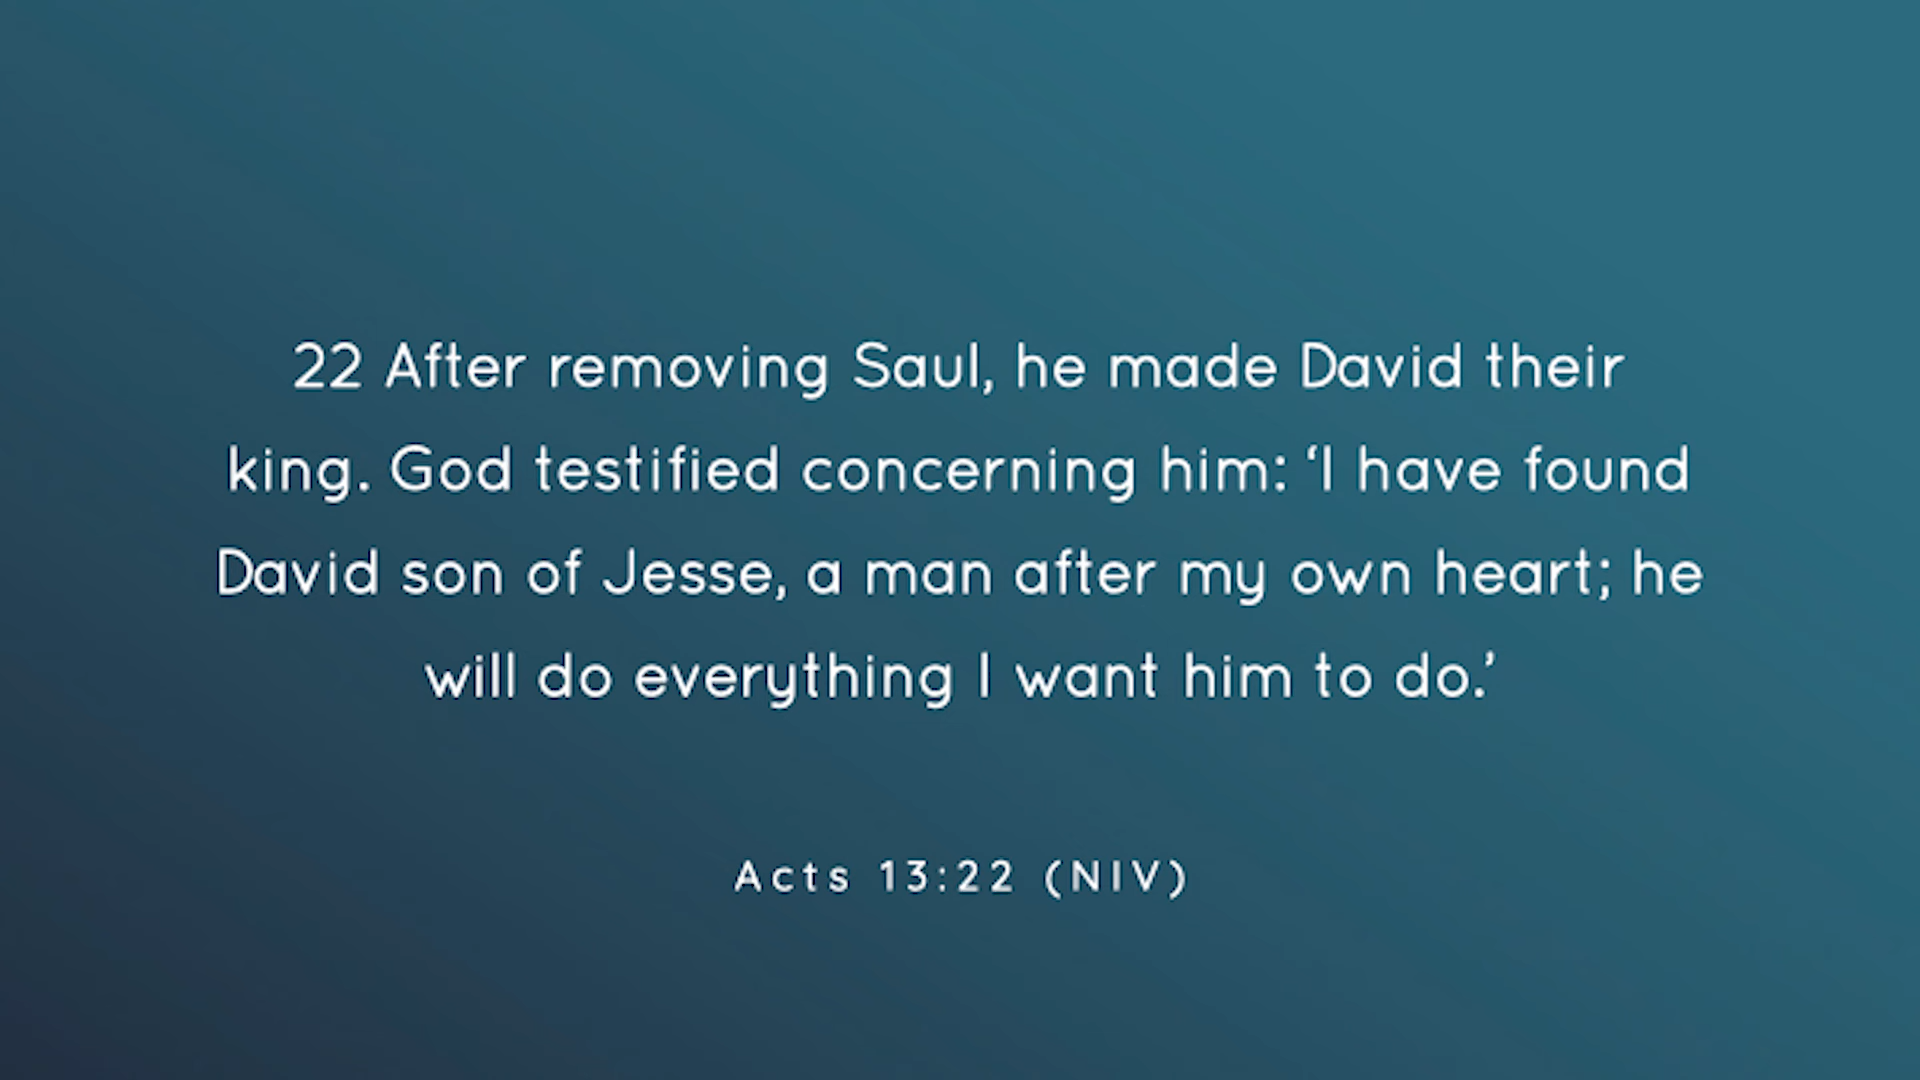 22 After removing Saul, he made David their
king. God testified concerning him: ‘I have found
David son of Jesse, a man after my own heart; he
will do everything I want him to do.’
Acts 13:22 (NIV)